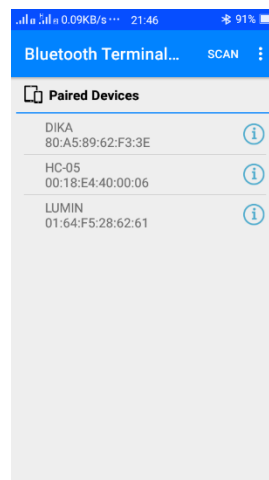 0.09KB/s... 21:46 91%
Bluetooth Terminal... SCAN
Paired Devices
DIKA
80:A5:89:62:F3:3E
HC-05
00:18:E4:40:00:06
LUMIN
01:64:F5:28:62:61